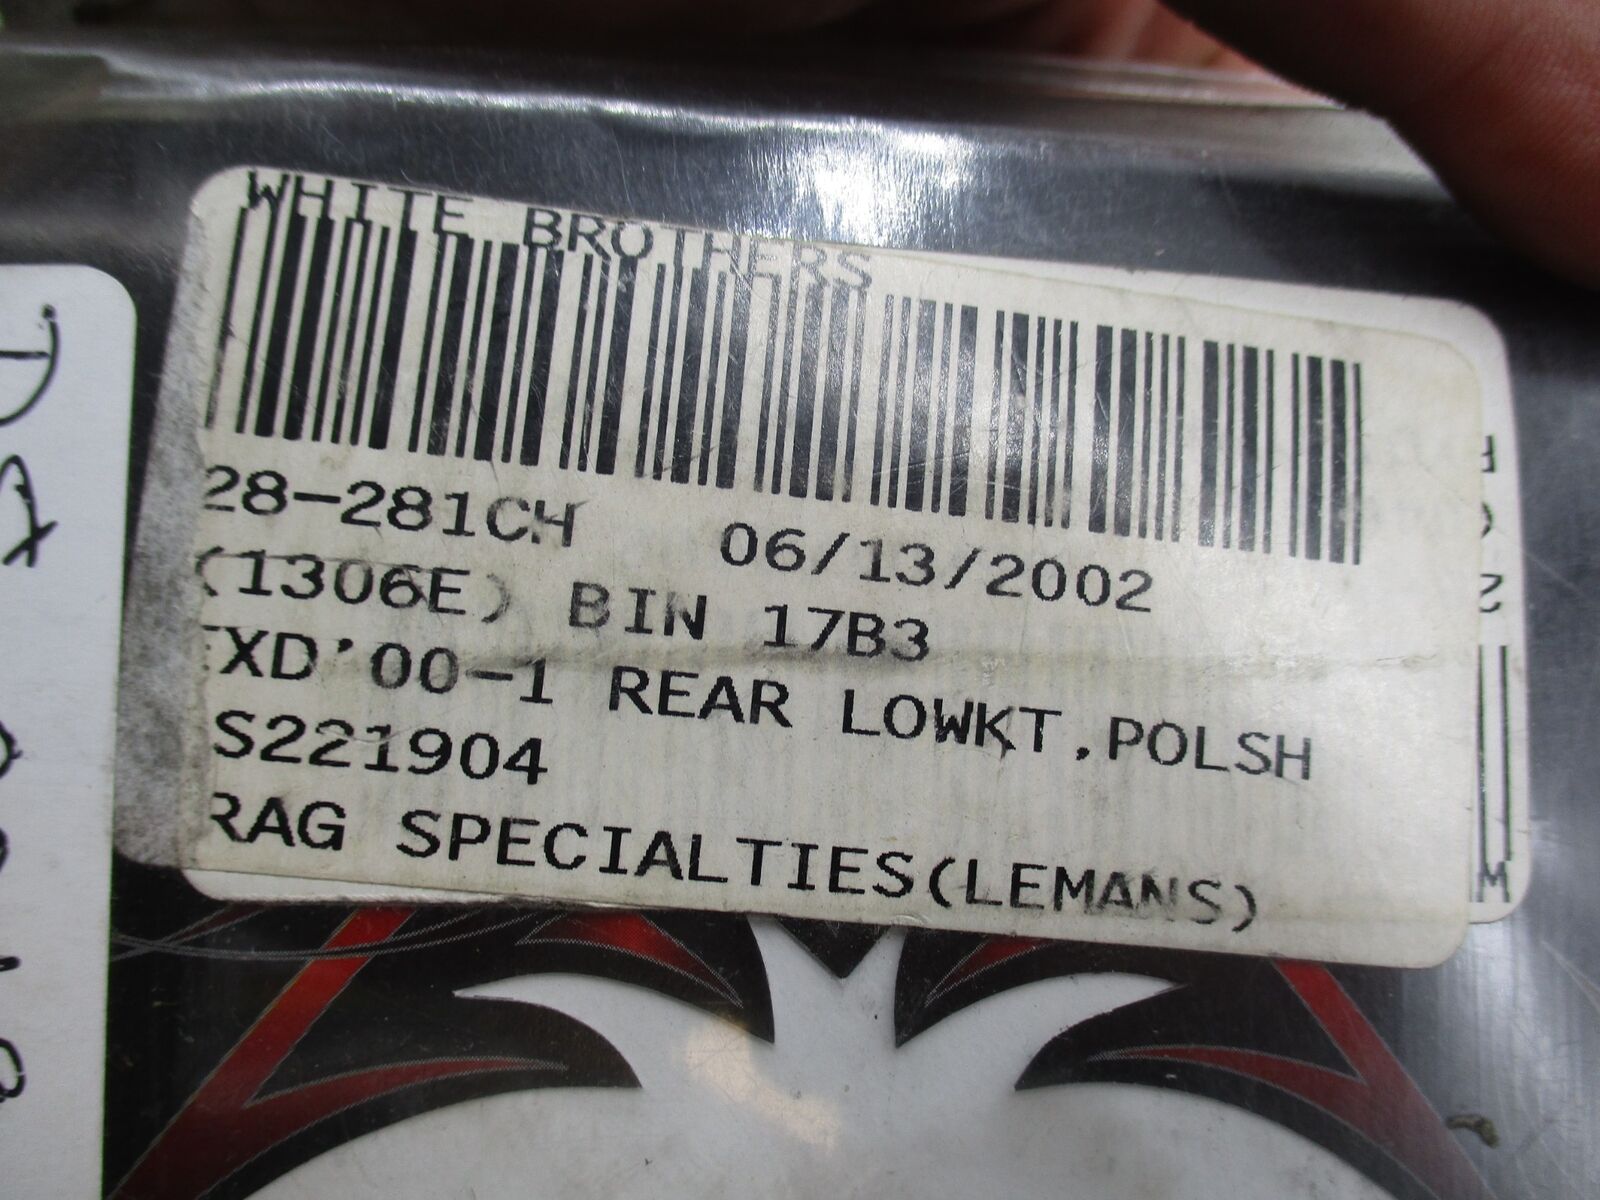 WHITE BROTHERS
28-281CH 06/13/2002
(1306E) BIN 17B3
XD'00-1 REAR LOWKT,POLSH
S221904
RAG SPECIALTIES(LEMANS)
M